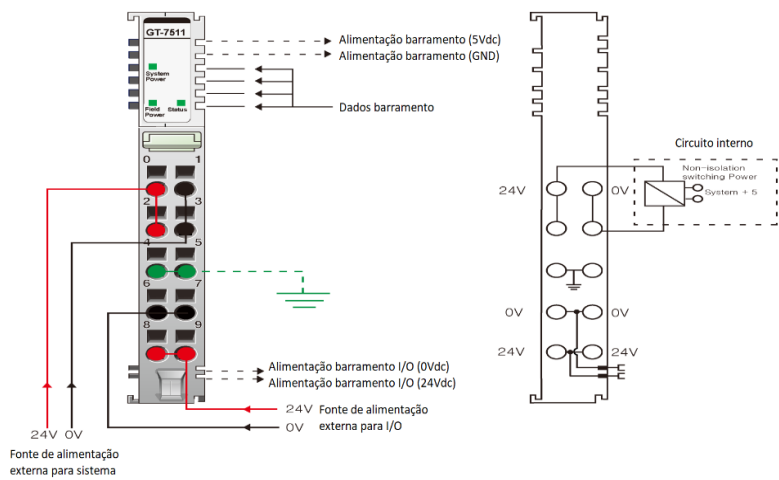 GT-7511
System
Power
Field
Power
Status
0
1
2
3
4
5
6
7
8
9
Alimentação barramento (5Vdc)
Alimentação barramento (GND)
Dados barramento
Alimentação barramento I/O (0Vdc)
Alimentação barramento I/O (24Vdc)
24V
Fonte de alimentação
0V
externa para I/O
24V 0V
Fonte de alimentação
externa para sistema
Circuito interno
Non-isolation
switching Power
System + 5
24V
0V
0V
0V
24V
24V